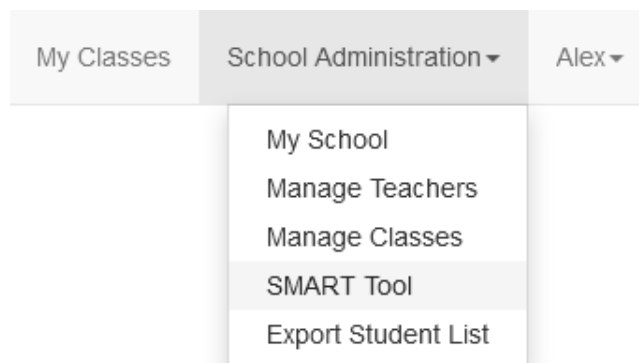 My Classes School Administration Alex
My School
Manage Teachers
Manage Classes
SMART Tool
Export Student List